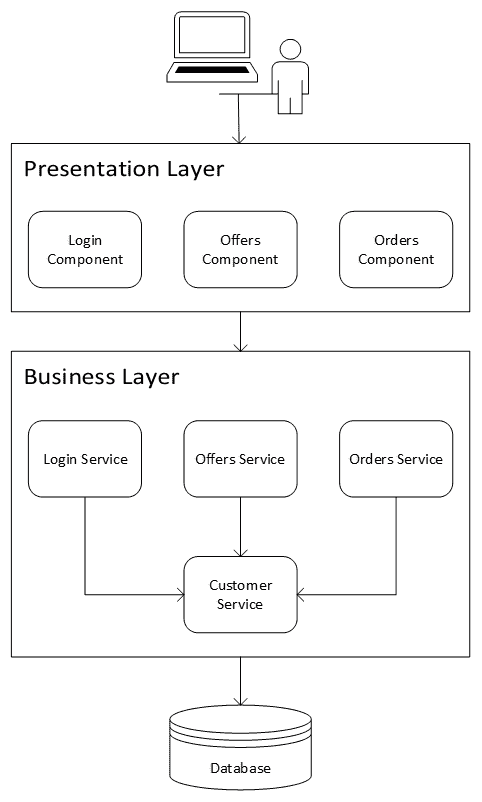 Presentation Layer
Login
Component
Offers
Component
Orders
Component
Business Layer
Login Service
Offers Service
Orders Service
Customer
Service
Database